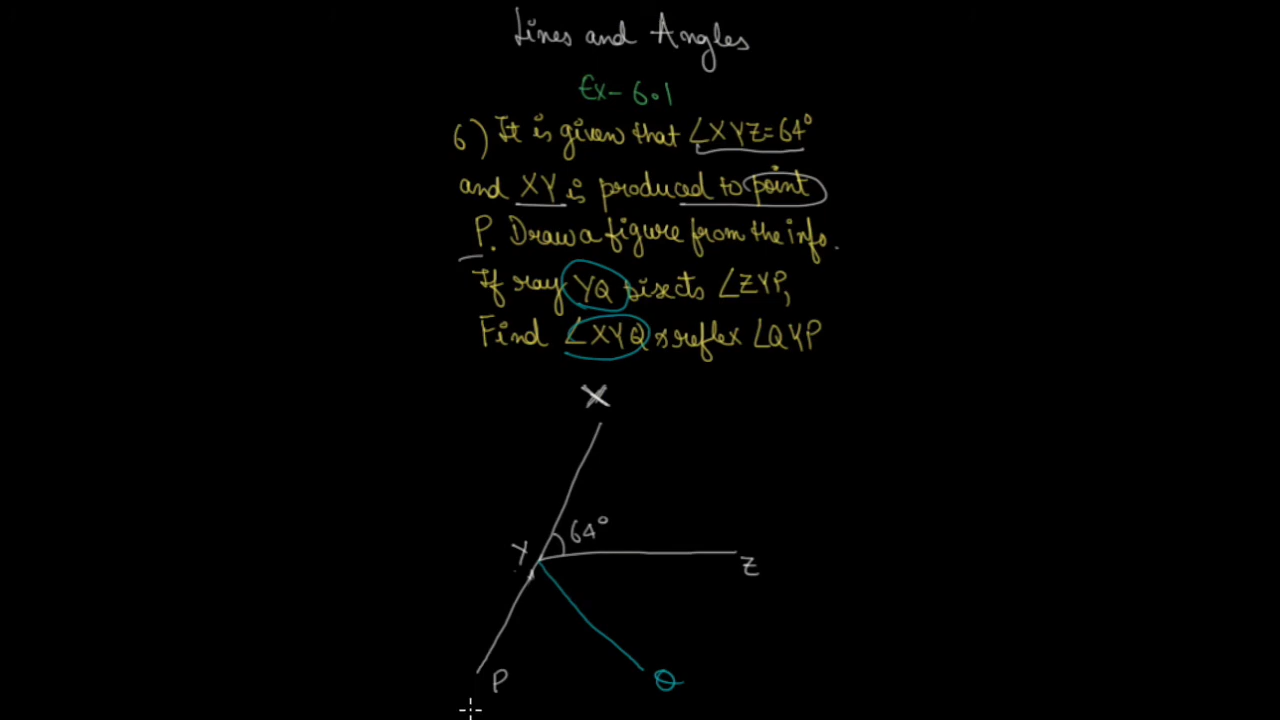 Lines and Angles
Ex- 6.1
6) It is given that ∠XYZ=64°
and XY is produced to point
P. Draw a figure from the info.
If ray YQ bisects ∠ZYP,
Find ∠XYQ & reflex ∠QYP
X
64°
Y
Z
P
Q